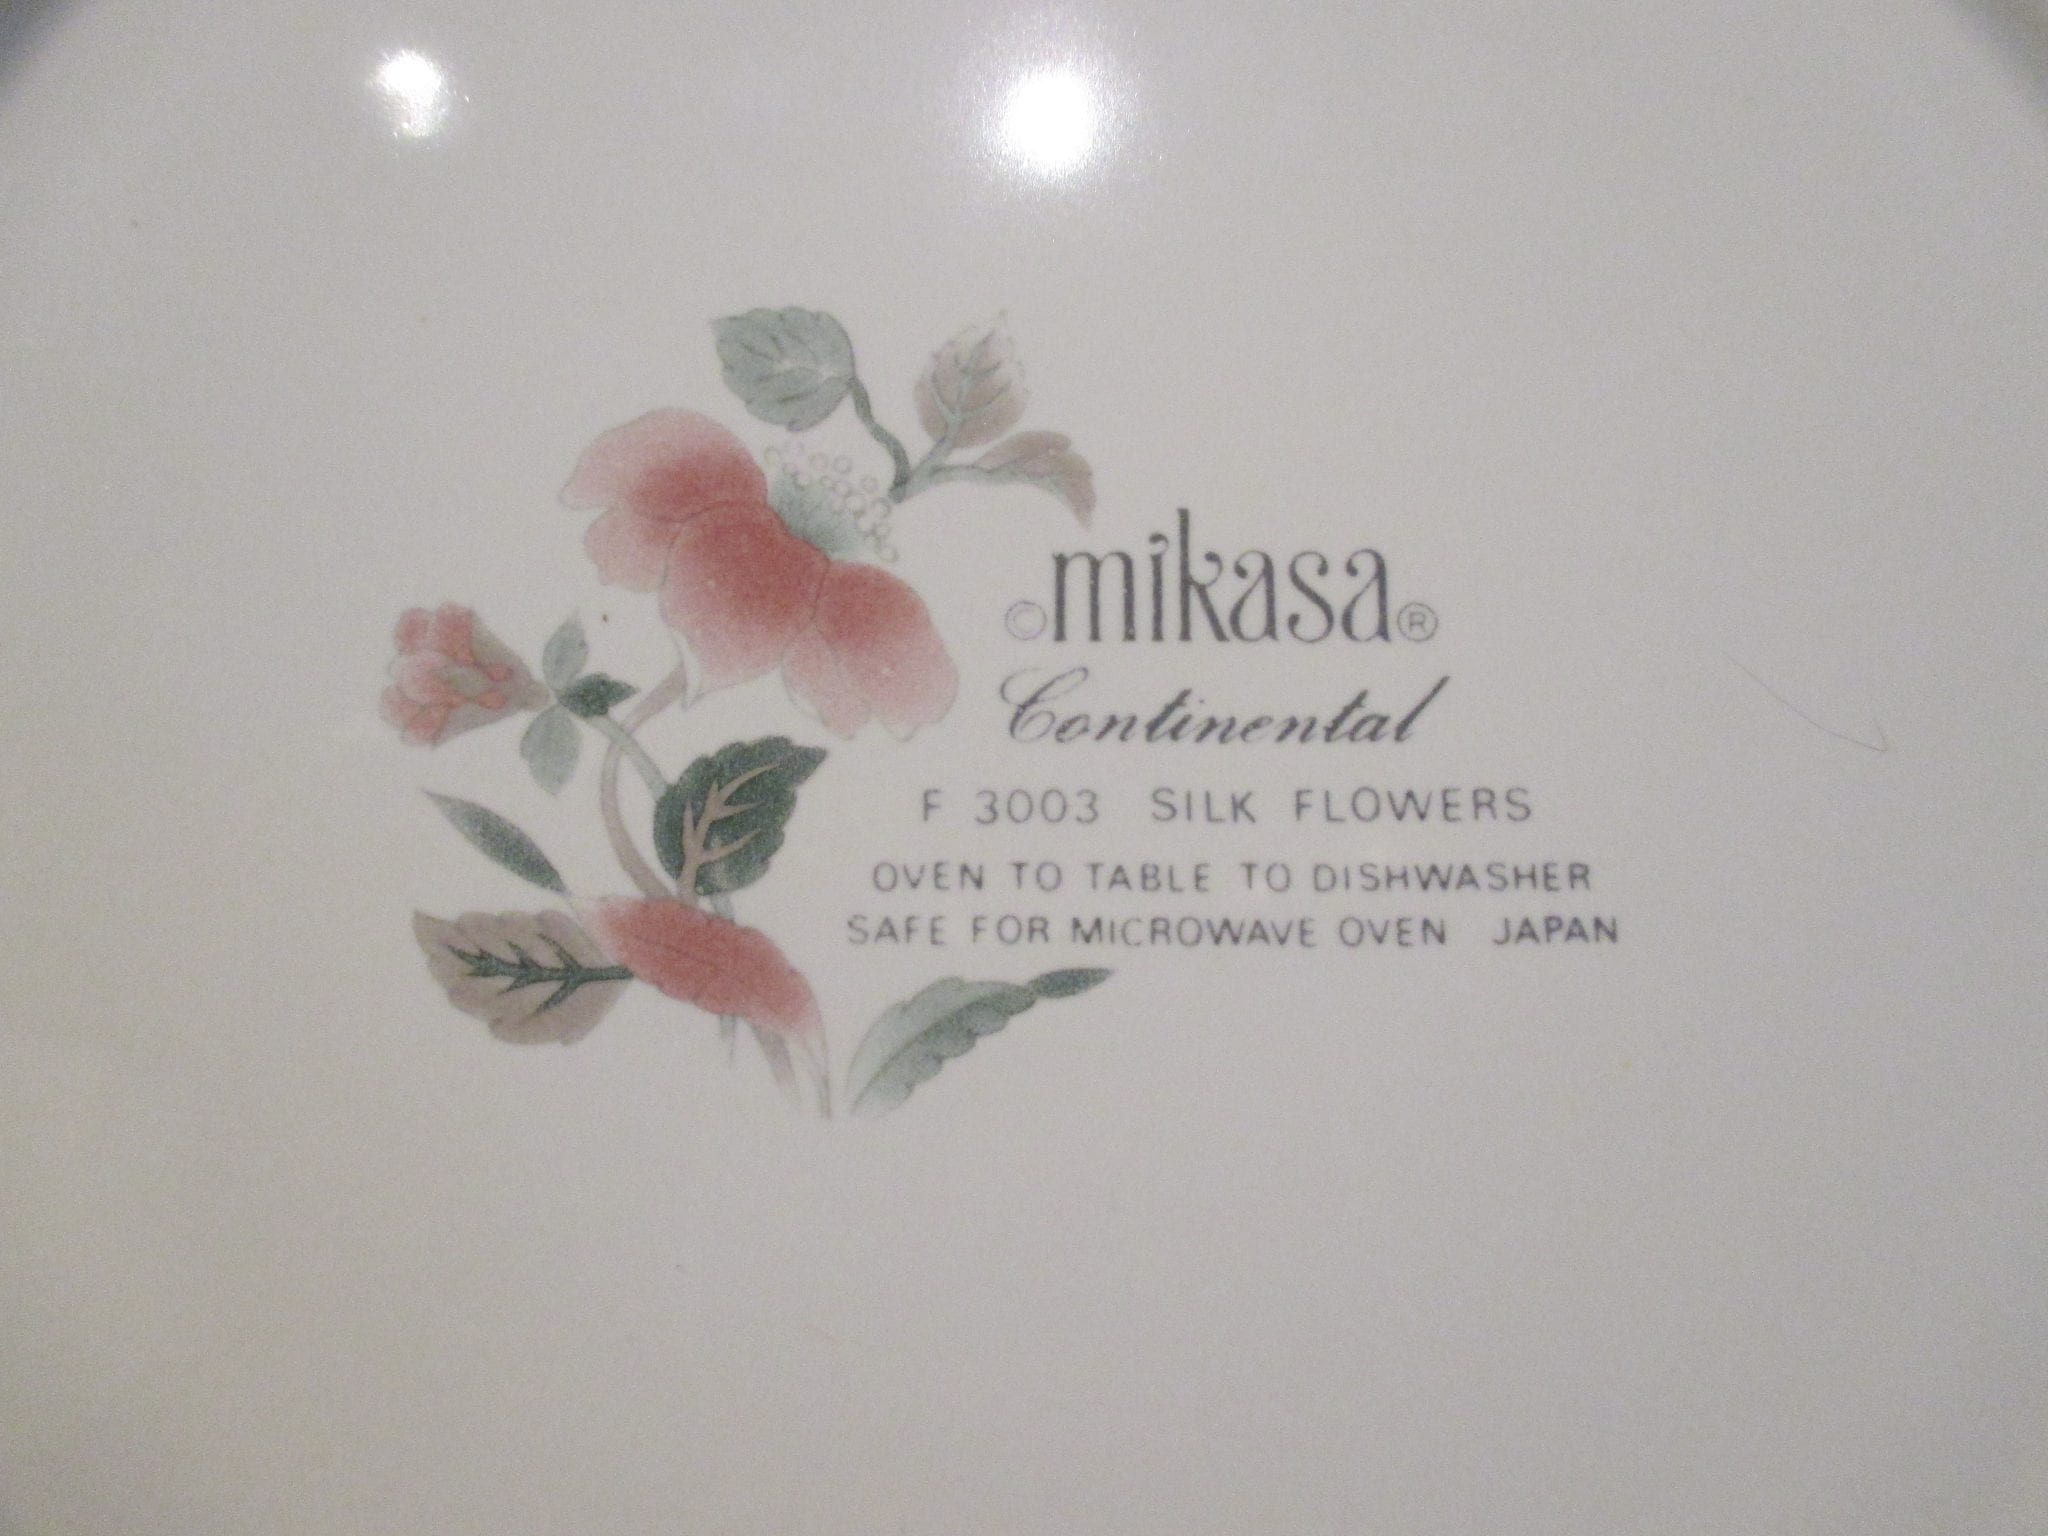 ©mikasa®
Continental
F 3003 SILK FLOWERS
OVEN TO TABLE TO DISHWASHER
SAFE FOR MICROWAVE OVEN JAPAN